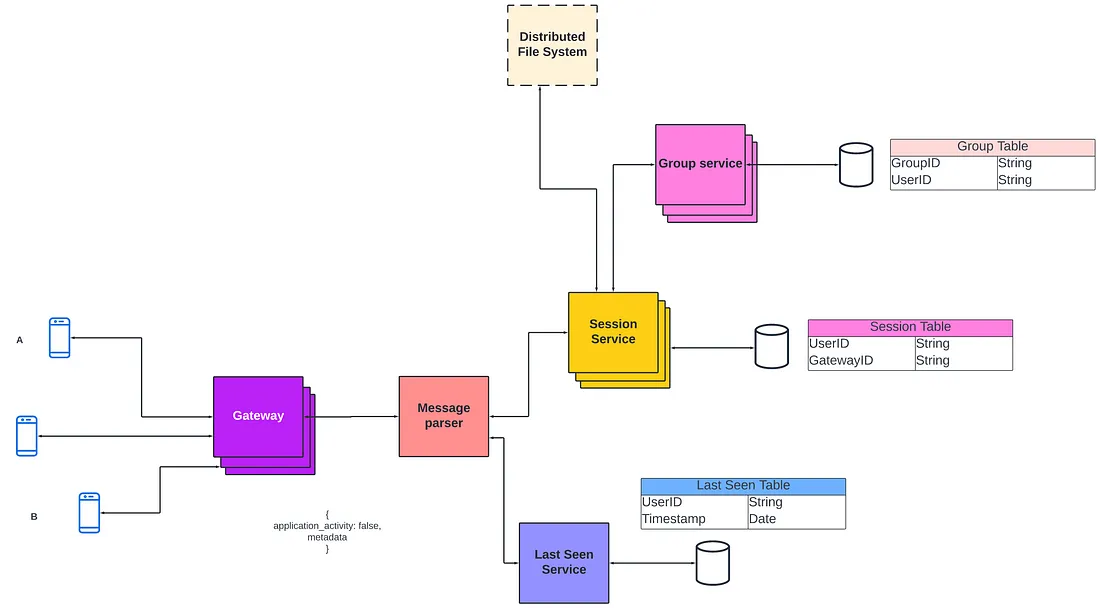 Distributed
File System
Group service
Group Table
GroupID String
UserID String
Session
Service
Session Table
UserID String
GatewayID String
A
Gateway
Message
parser
B
{
application_activity: false,
metadata
}
Last Seen Table
UserID String
Timestamp Date
Last Seen
Service